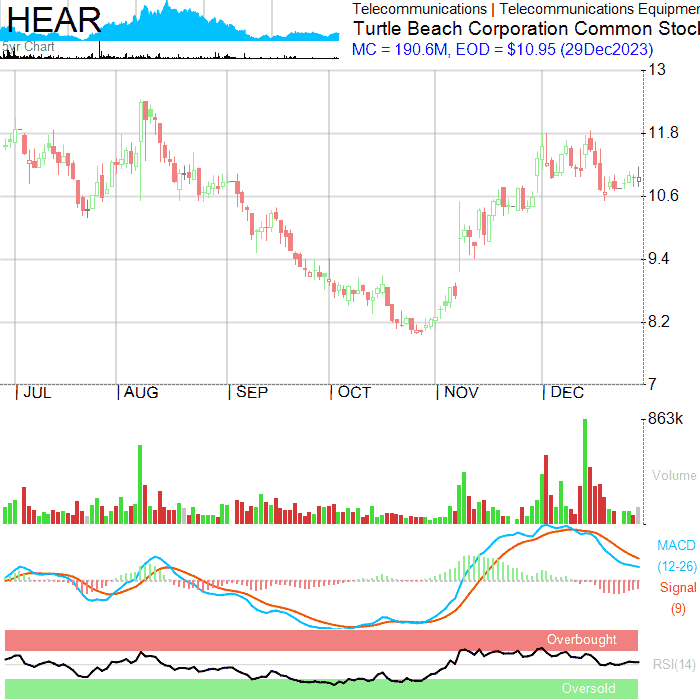 HEAR
5yr Chart
Telecommunications | Telecommunications Equipmen
Turtle Beach Corporation Common Stoc
MC = 190.6M, EOD = $10.95 (29Dec2023)
13
11.8
10.6
9.4
8.2
7
|JUL |AUG |SEP |OCT |NOV |DEC
863k
Volume
MACD
(12-26)
Signal
(9)
Overbought
RSI(14)
Oversold